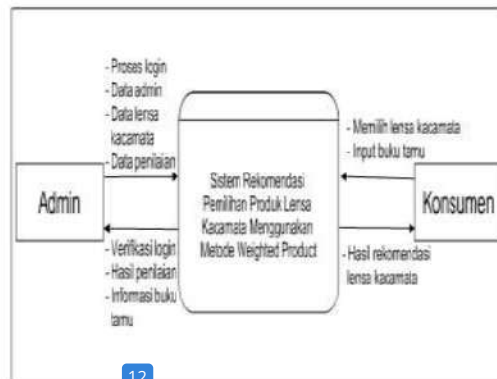 - Proses login
- Data admin
- Data lensa
kacamata
- Data penilaian
Admin
- Verifikasi login
- Hasil penilaian
- Informasi buku
tamu
Sistem Rekomendasi
Pemilihan Produk Lensa
Kacamata Menggunakan
Metode Weighted Product
- Memilih lensa kacamata
- Input buku tamu
Konsumen
- Hasil rekomendasi
lensa kacamata
12